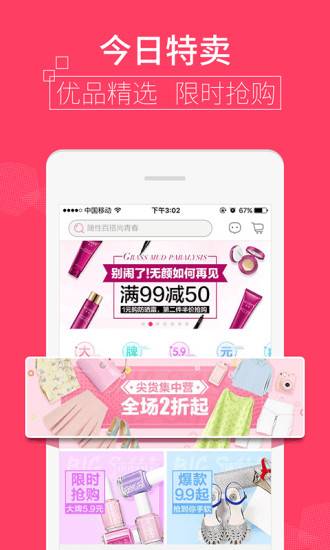 今日特卖
优品精选 限时抢购
中国移动 下午3:02
随性百搭尚青春
GRASS MUD PARALYSIS
别闹了!无颜如何再见
满99减50
1元购防晒霜,第二件半价抢购
大 牌 5.9 元
尖货集中营
全场2折起
限时
抢购
大牌5.9元
爆款
9.9起
抢到你手软